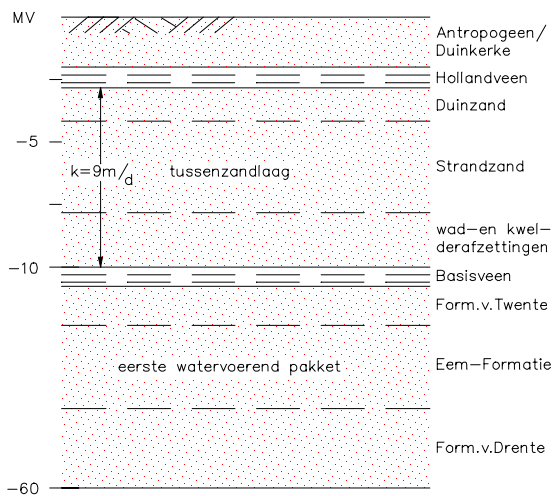 MV
Antropogeen/
Duinkerke
Hollandveen
Duinzand
-5
k=9m/d
tussenzandlaag
Strandzand
wad-en kwel-
derafzettingen
-10
Basisveen
Form.v.Twente
eerste watervoerend pakket
Eem-Formatie
Form.v.Drente
-60